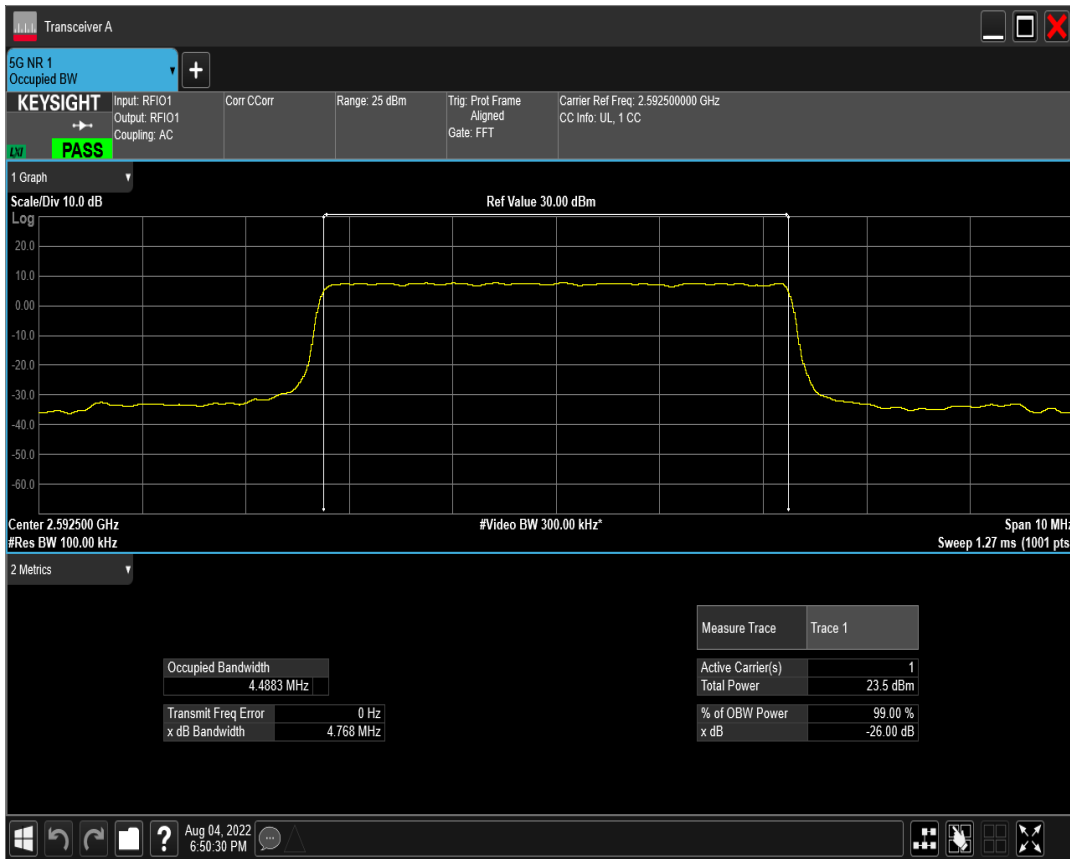 Transceiver A
5G NR 1
Occupied BW
KEYSIGHT
LXI
PASS
Input: RFIO1
Output: RFIO1
Coupling: AC
Corr CCorr
Range: 25 dBm
Trig: Prot Frame
Aligned
Gate: FFT
Carrier Ref Freq: 2.592500000 GHz
CC Info: UL, 1 CC
1 Graph
Scale/Div 10.0 dB
Ref Value 30.00 dBm
Log
20.0
10.0
0.00
-10.0
-20.0
-30.0
-40.0
-50.0
-60.0
Center 2.592500 GHz
#Video BW 300.00 kHz*
Span 10 MHz
#Res BW 100.00 kHz
Sweep 1.27 ms (1001 pts
2 Metrics
Measure Trace Trace 1
Occupied Bandwidth
4.4883 MHz
Active Carrier(s) 1
Total Power 23.5 dBm
Transmit Freq Error 0 Hz
x dB Bandwidth 4.768 MHz
% of OBW Power 99.00 %
x dB -26.00 dB
?
Aug 04, 2022
6:50:30 PM